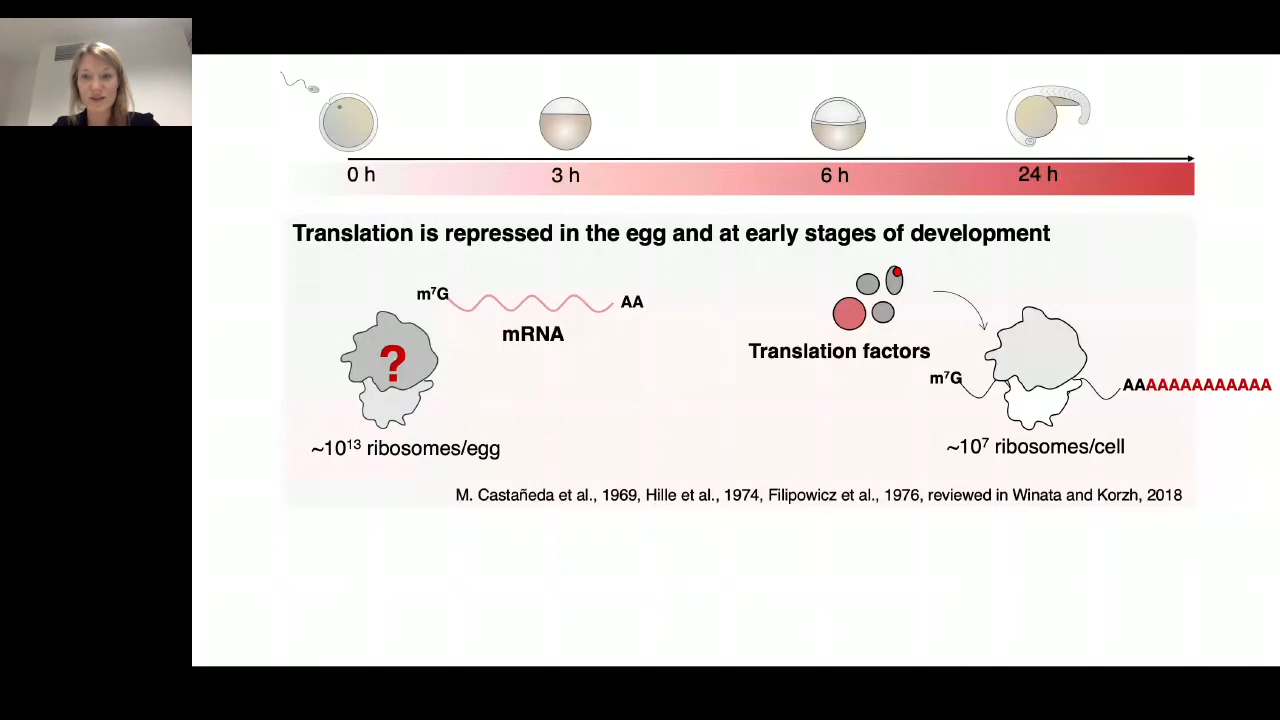 0 h
3 h
6 h
24 h
Translation is repressed in the egg and at early stages of development
m⁷G
AA
mRNA
?
~10¹³ ribosomes/egg
Translation factors
m⁷G
AAAAAAAAAAAAA
~10⁷ ribosomes/cell
M. Castañeda et al., 1969, Hille et al., 1974, Filipowicz et al., 1976, reviewed in Winata and Korzh, 2018